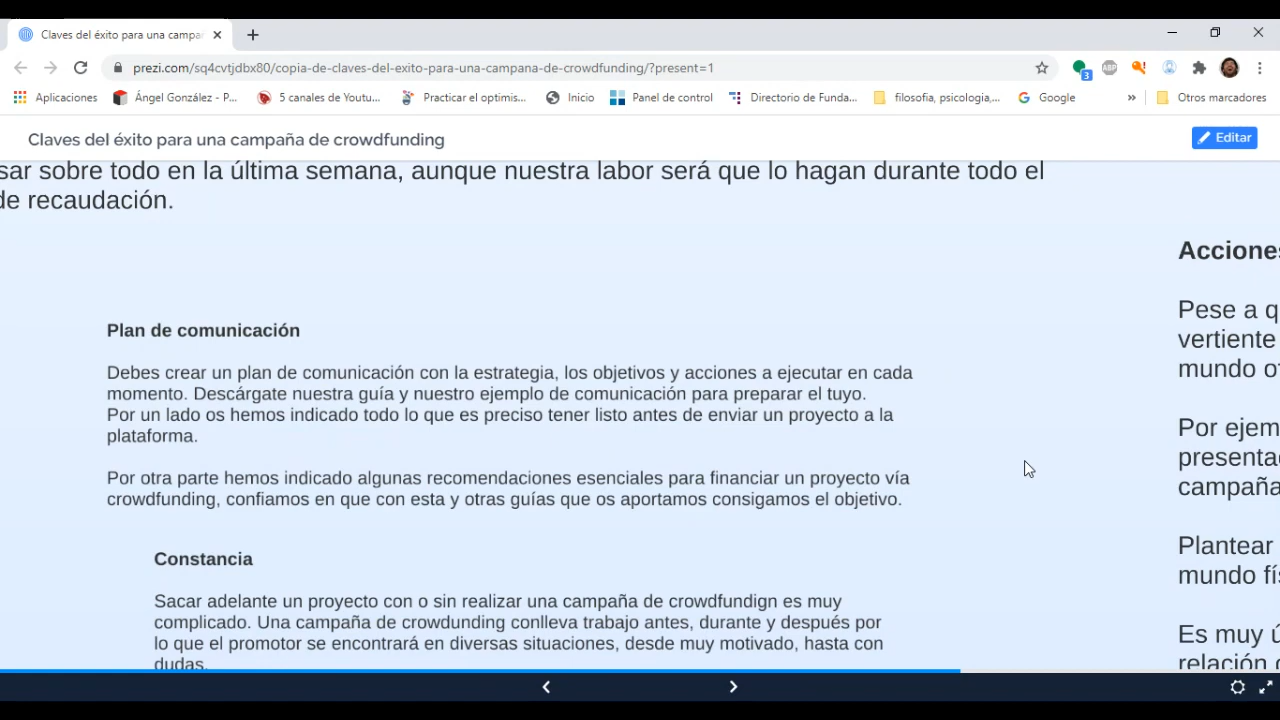 Claves del éxito para una campa
prezi.com/sq4cvtjdbx80/copia-de-claves-del-exito-para-una-campana-de-crowdfunding/?present=1
ABP
3
Aplicaciones
Ángel González - P...
5 canales de Youtu...
Practicar el optimis...
Inicio
Panel de control
Directorio de Funda...
filosofia, psicologia,...
Google
»
Otros marcadores
Claves del éxito para una campaña de crowdfunding
Editar
sar sobre todo en la última semana, aunque nuestra labor será que lo hagan durante todo el
de recaudación.
Plan de comunicación
Debes crear un plan de comunicación con la estrategia, los objetivos y acciones a ejecutar en cada
momento. Descárgate nuestra guía y nuestro ejemplo de comunicación para preparar el tuyo.
Por un lado os hemos indicado todo lo que es preciso tener listo antes de enviar un proyecto a la
plataforma.
Por otra parte hemos indicado algunas recomendaciones esenciales para financiar un proyecto vía
crowdfunding, confiamos en que con esta y otras guías que os aportamos consigamos el objetivo.
Constancia
Sacar adelante un proyecto con o sin realizar una campaña de crowdfundign es muy
complicado. Una campaña de crowdunding conlleva trabajo antes, durante y después por
lo que el promotor se encontrará en diversas situaciones, desde muy motivado, hasta con
dudas.
Acciones
Pese a q
vertiente
mundo of
Por ejem
presentac
campaña
Plantear
mundo fís
Es muy ú
relación